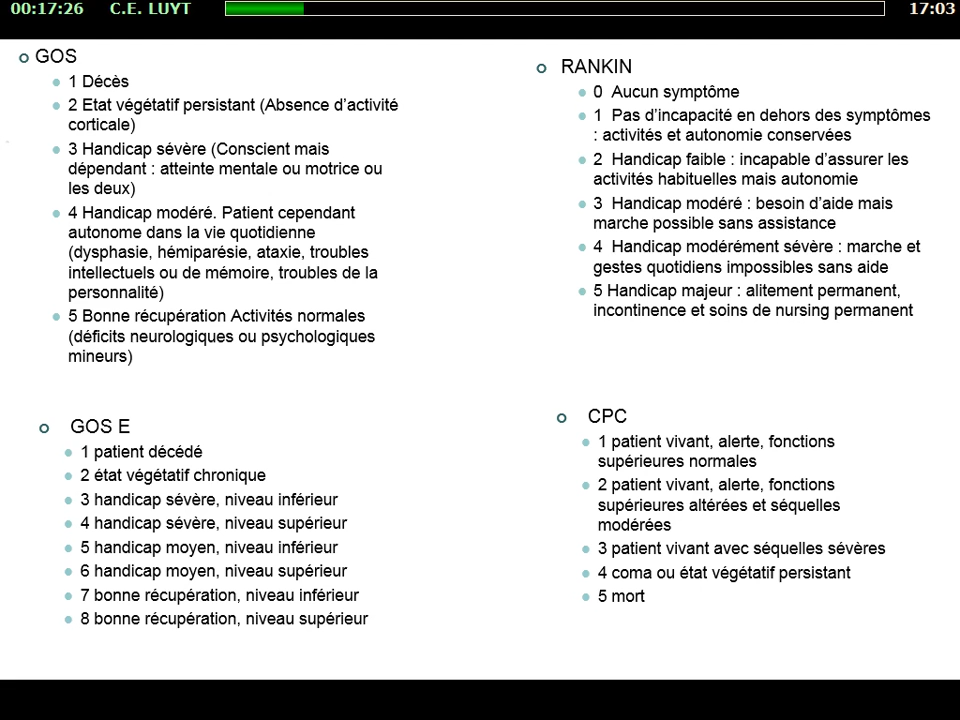 00:17:26 C.E. LUYT 17:03
GOS
1 Décès
2 Etat végétatif persistant (Absence d'activité
corticale)
3 Handicap sévère (Conscient mais
dépendant : atteinte mentale ou motrice ou
les deux)
4 Handicap modéré. Patient cependant
autonome dans la vie quotidienne
(dysphasie, hémiparésie, ataxie, troubles
intellectuels ou de mémoire, troubles de la
personnalité)
5 Bonne récupération Activités normales
(déficits neurologiques ou psychologiques
mineurs)
RANKIN
0 Aucun symptôme
1 Pas d'incapacité en dehors des symptômes
: activités et autonomie conservées
2 Handicap faible : incapable d'assurer les
activités habituelles mais autonomie
3 Handicap modéré : besoin d'aide mais
marche possible sans assistance
4 Handicap modérément sévère : marche et
gestes quotidiens impossibles sans aide
5 Handicap majeur : alitement permanent,
incontinence et soins de nursing permanent
GOS E
1 patient décédé
2 état végétatif chronique
3 handicap sévère, niveau inférieur
4 handicap sévère, niveau supérieur
5 handicap moyen, niveau inférieur
6 handicap moyen, niveau supérieur
7 bonne récupération, niveau inférieur
8 bonne récupération, niveau supérieur
CPC
1 patient vivant, alerte, fonctions
supérieures normales
2 patient vivant, alerte, fonctions
supérieures altérées et séquelles
modérées
3 patient vivant avec séquelles sévères
4 coma ou état végétatif persistant
5 mort